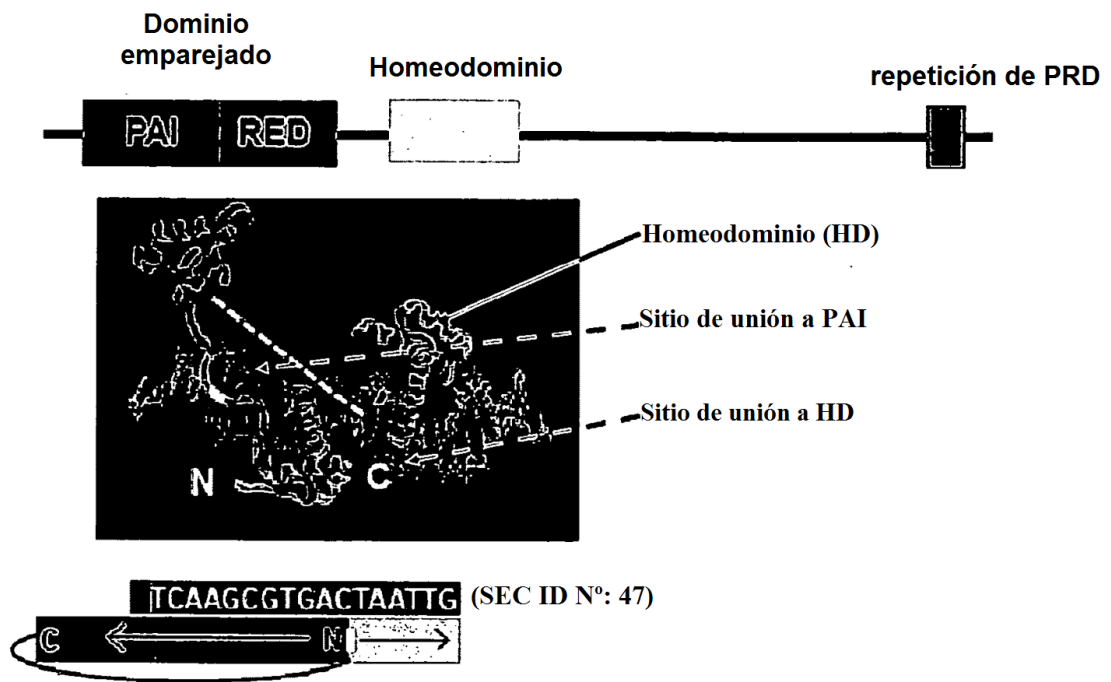 Dominio
emparejado
Homeodominio
repetición de PRD
PAI RED
Homeodominio (HD)
Sitio de unión a PAI
Sitio de unión a HD
N C
TCAAGCGTGACTAATTG (SEC ID Nº: 47)
C N